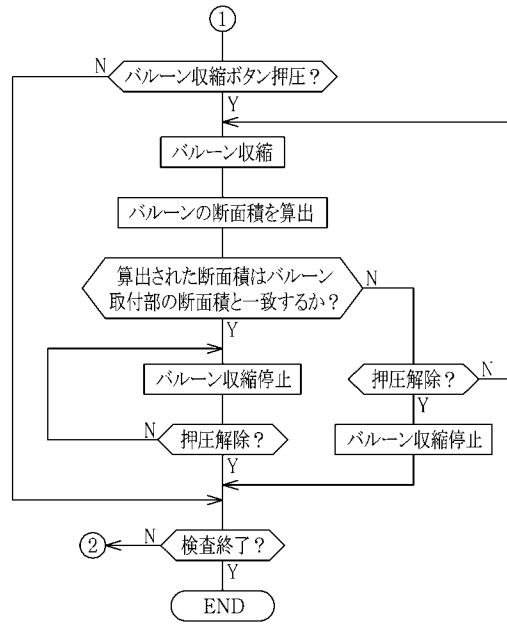 1
N
バルーン収縮ボタン押圧？
Y
バルーン収縮
バルーンの断面積を算出
算出された断面積はバルーン
取付部の断面積と一致するか？
N
Y
バルーン収縮停止
押圧解除？
N
Y
N
押圧解除？
バルーン収縮停止
Y
2
N
検査終了？
Y
END